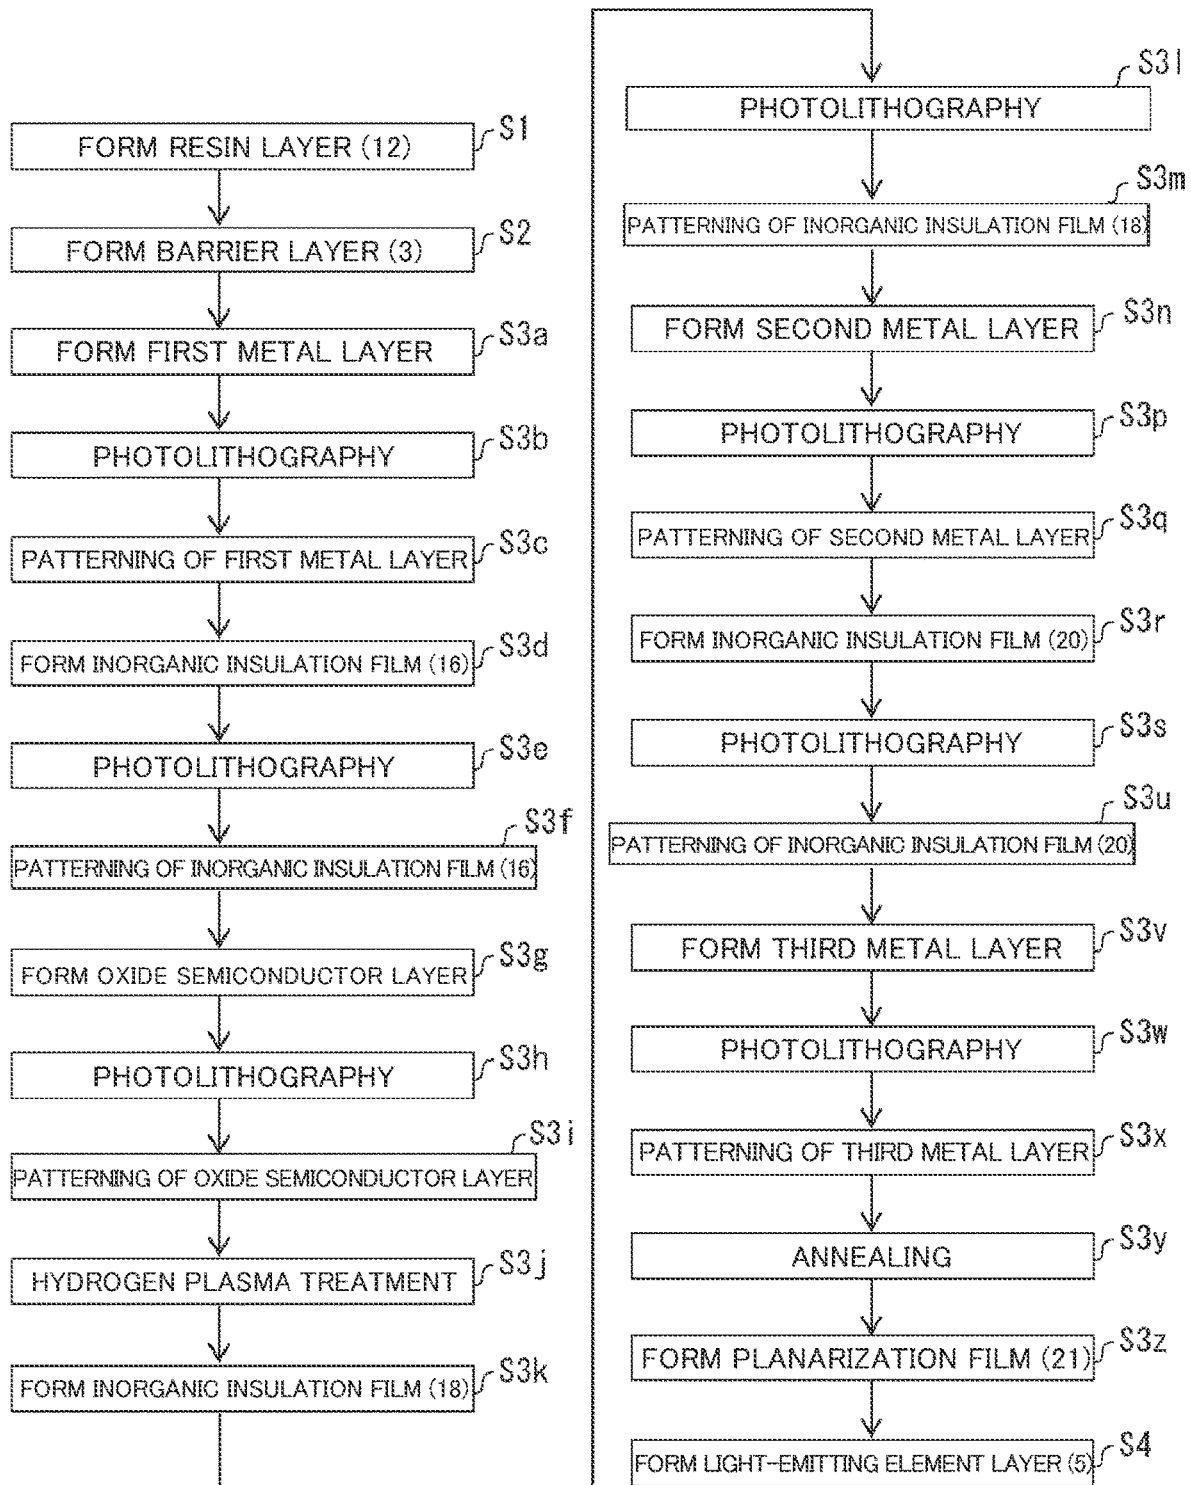 S1
FORM RESIN LAYER (12)
S2
FORM BARRIER LAYER (3)
S3a
FORM FIRST METAL LAYER
S3b
PHOTOLITHOGRAPHY
S3c
PATTERNING OF FIRST METAL LAYER
S3d
FORM INORGANIC INSULATION FILM (16)
S3e
PHOTOLITHOGRAPHY
S3f
PATTERNING OF INORGANIC INSULATION FILM (16)
S3g
FORM OXIDE SEMICONDUCTOR LAYER
S3h
PHOTOLITHOGRAPHY
S3i
PATTERNING OF OXIDE SEMICONDUCTOR LAYER
S3j
HYDROGEN PLASMA TREATMENT
S3k
FORM INORGANIC INSULATION FILM (18)
S3l
PHOTOLITHOGRAPHY
S3m
PATTERNING OF INORGANIC INSULATION FILM (18)
S3n
FORM SECOND METAL LAYER
S3p
PHOTOLITHOGRAPHY
S3q
PATTERNING OF SECOND METAL LAYER
S3r
FORM INORGANIC INSULATION FILM (20)
S3s
PHOTOLITHOGRAPHY
S3u
PATTERNING OF INORGANIC INSULATION FILM (20)
S3v
FORM THIRD METAL LAYER
S3w
PHOTOLITHOGRAPHY
S3x
PATTERNING OF THIRD METAL LAYER
S3y
ANNEALING
S3z
FORM PLANARIZATION FILM (21)
S4
FORM LIGHT-EMITTING ELEMENT LAYER (5)